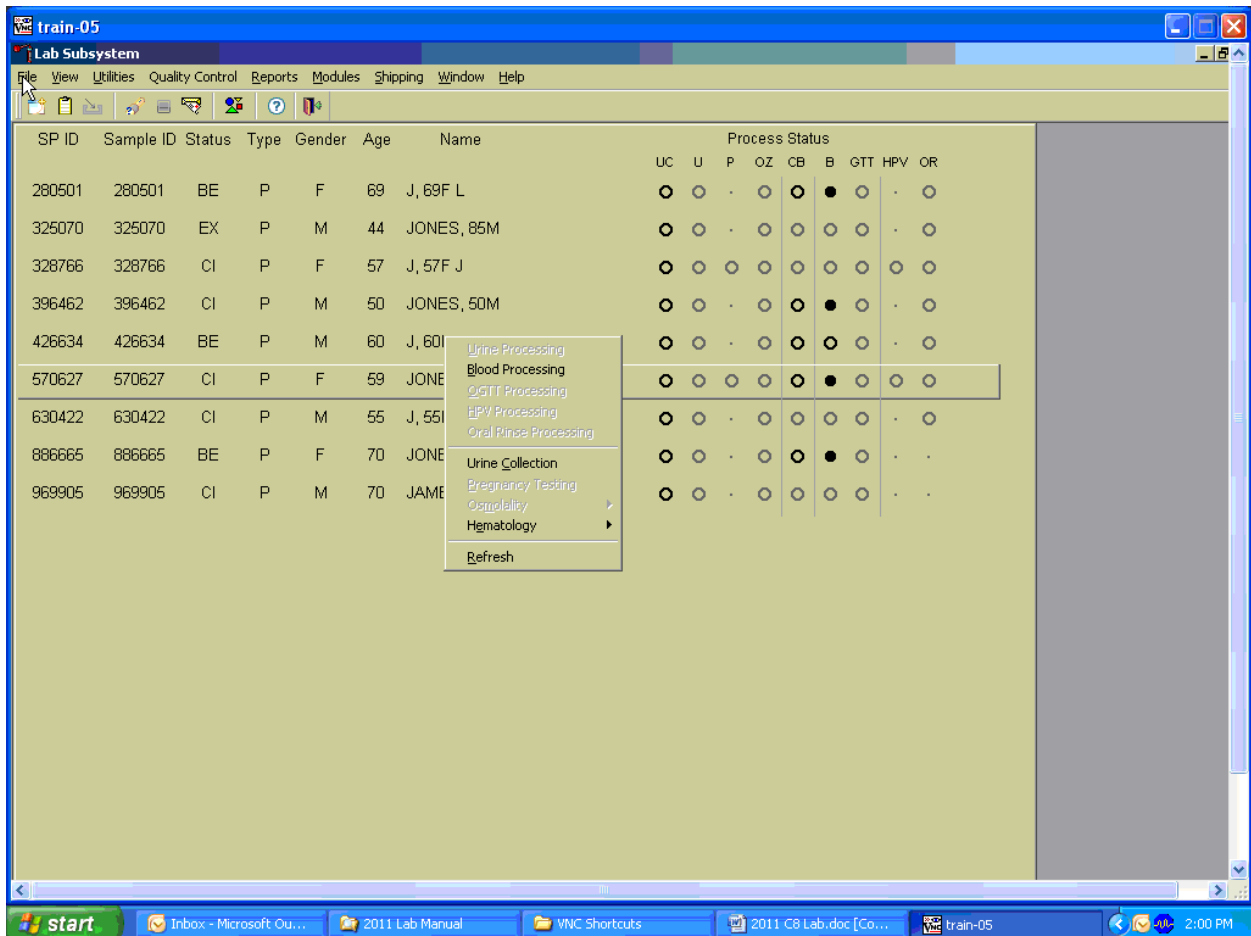 train-05
Lab Subsystem
File View Utilities Quality Control Reports Modules Shipping Window Help
SP ID Sample ID Status Type Gender Age Name Process Status
UC U P OZ CB B GTT HPV OR
280501 280501 BE P F 69 J, 69F L
325070 325070 EX P M 44 JONES, 85M
328766 328766 CI P F 57 J, 57F J
396462 396462 CI P M 50 JONES, 50M
426634 426634 BE P M 60 J, 60
570627 570627 CI P F 59 JONE
630422 630422 CI P M 55 J, 55
886665 886665 BE P F 70 JONE
969905 969905 CI P M 70 JAME
Urine Processing
Blood Processing
OGTT Processing
HPV Processing
Oral Rinse Processing
Urine Collection
Pregnancy Testing
Osmolality
Hematology
Refresh
start Inbox - Microsoft Ou... 2011 Lab Manual VNC Shortcuts 2011 C8 Lab.doc [Co... train-05 2:00 PM